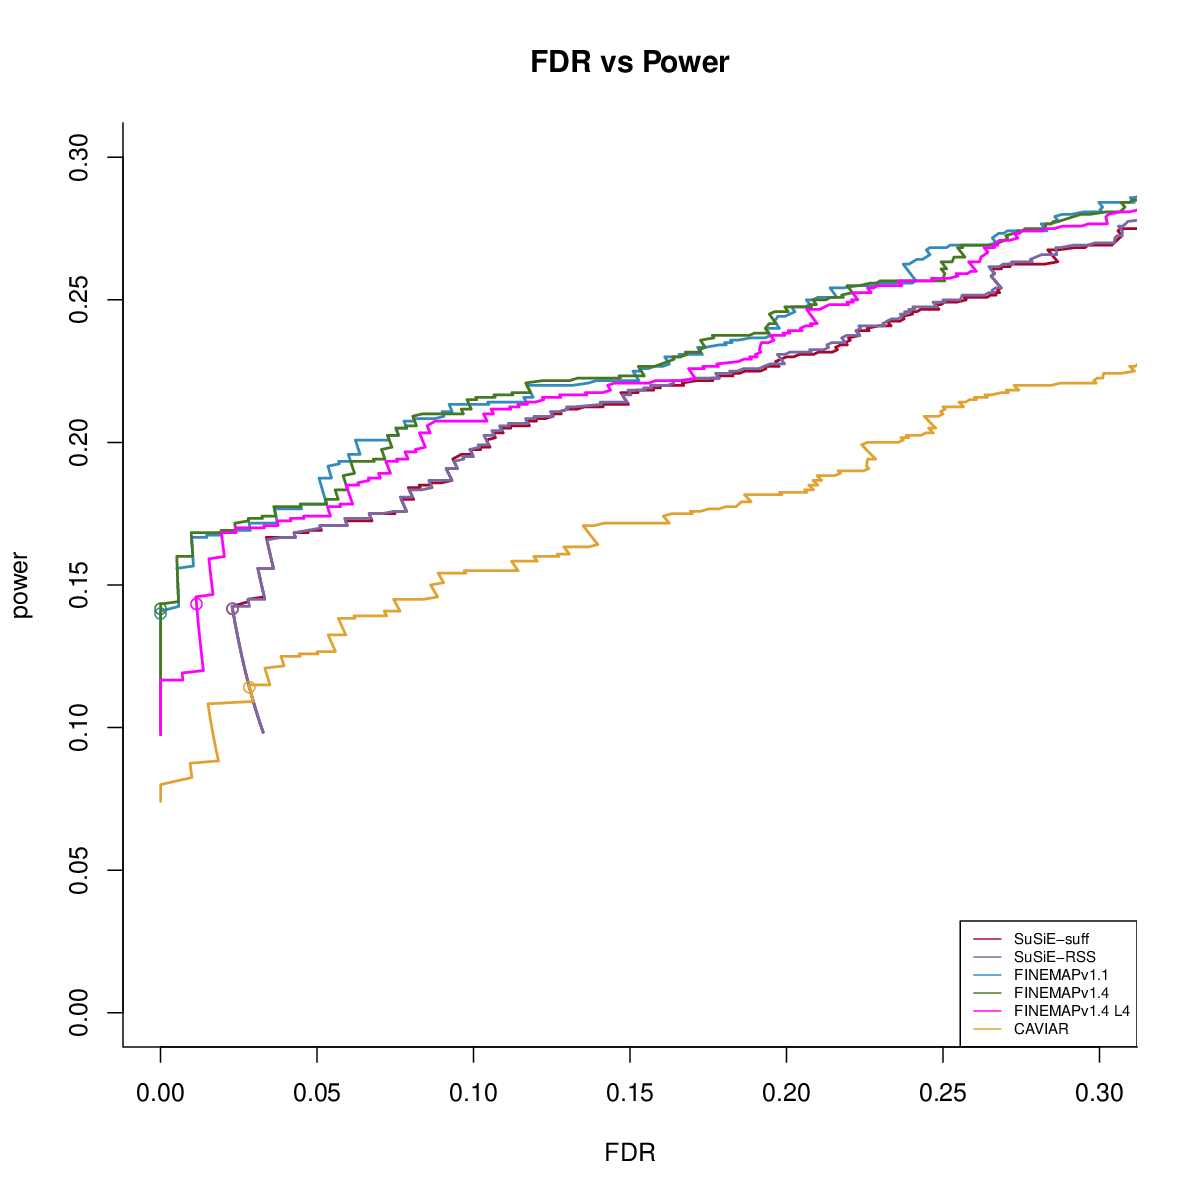 FDR vs Power
power
0.30
0.25
0.20
0.15
0.10
0.05
0.00
0.00 0.05 0.10 0.15 0.20 0.25 0.30
FDR
SuSiE−suff
SuSiE−RSS
FINEMAPv1.1
FINEMAPv1.4
FINEMAPv1.4 L4
CAVIAR